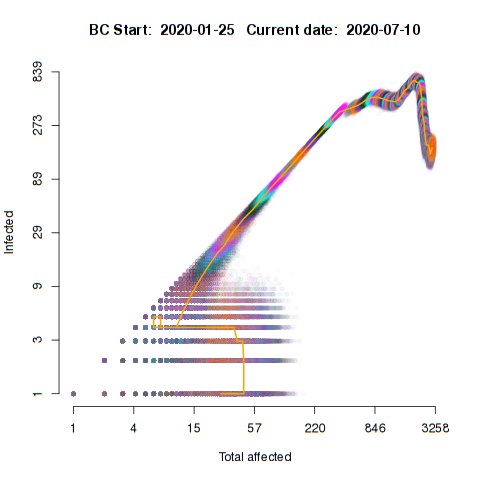 BC Start: 2020-01-25 Current date: 2020-07-10
839
273
89
29
9
3
1
Infected
1 4 15 57 220 846 3258
Total affected